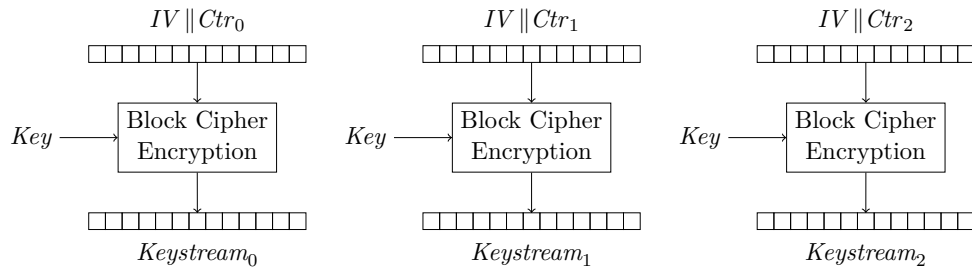 IV ∥ Ctr₀
IV ∥ Ctr₁
IV ∥ Ctr₂
Key
Block Cipher
Encryption
Key
Block Cipher
Encryption
Key
Block Cipher
Encryption
Keystream₀
Keystream₁
Keystream₂